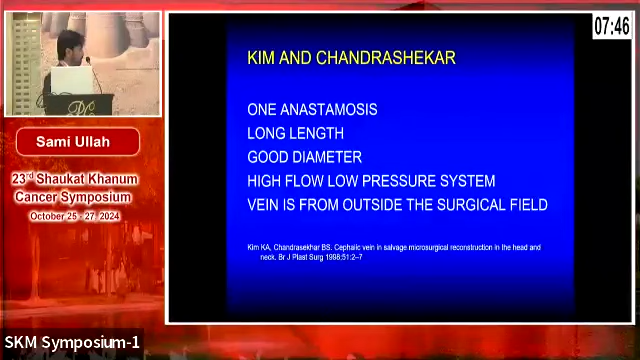 07:46
KIM AND CHANDRASHEKAR
ONE ANASTAMOSIS
LONG LENGTH
GOOD DIAMETER
HIGH FLOW LOW PRESSURE SYSTEM
VEIN IS FROM OUTSIDE THE SURGICAL FIELD
Kim KA, Chandrasekhar BS. Cephalic vein in salvage microsurgical reconstruction in the head and
neck. Br J Plast Surg 1998;51:2–7
Sami Ullah
23rd Shaukat Khanum
Cancer Symposium
October 25 - 27, 2024
SKM Symposium-1